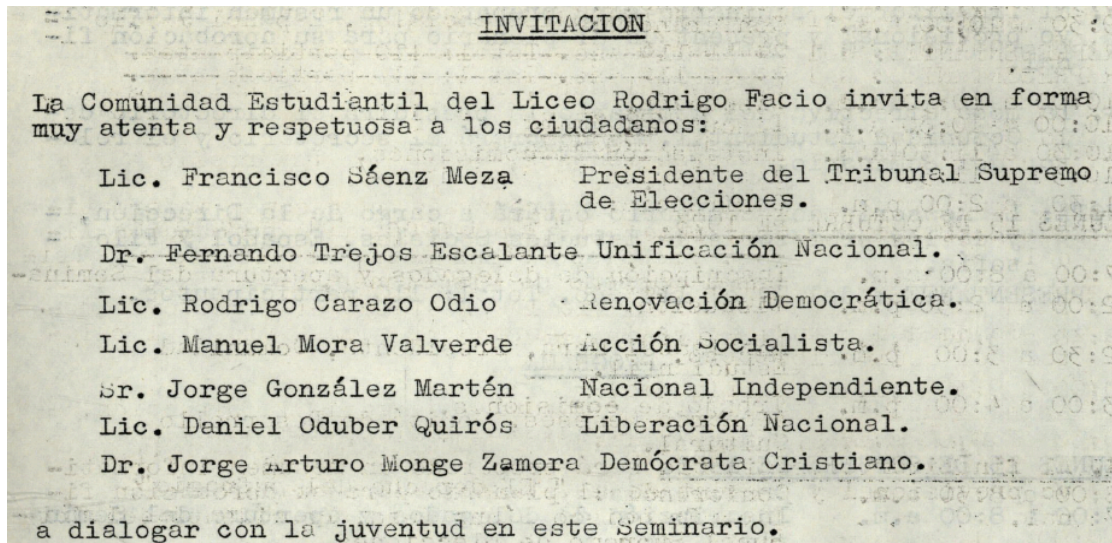 INVITACION
La Comunidad Estudiantil del Liceo Rodrigo Facio invita en forma
muy atenta y respetuosa a los ciudadanos:
Lic. Francisco Sáenz Meza Presidente del Tribunal Supremo
de Elecciones.
Dr. Fernando Trejos Escalante Unificación Nacional.
Lic. Rodrigo Carazo Odio Renovación Democrática.
Lic. Manuel Mora Valverde Acción Socialista.
Sr. Jorge González Martén Nacional Independiente.
Lic. Daniel Oduber Quirós Liberación Nacional.
Dr. Jorge Arturo Monge Zamora Demócrata Cristiano.
a dialogar con la juventud en este Seminario.